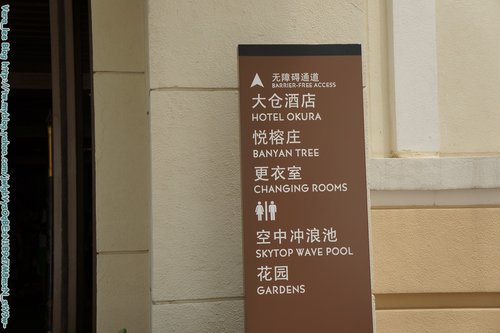 无障碍通道
BARRIER-FREE ACCESS
大仓酒店
HOTEL OKURA
悦榕庄
BANYAN TREE
更衣室
CHANGING ROOMS
空中冲浪池
SKYTOP WAVE POOL
花园
GARDENS